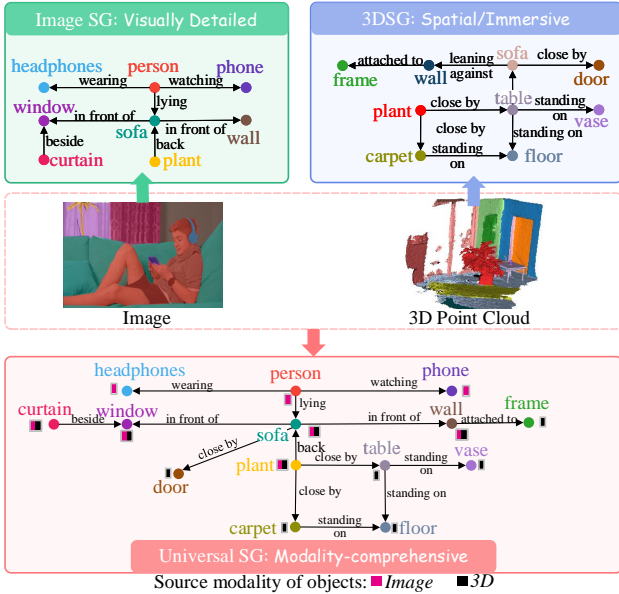 Image SG: Visually Detailed
headphones person phone
wearing watching
lying
window.
in front of sofa in front of wall
beside back
curtain plant
3DSG: Spatial/Immersive
sofa
attached to leaning against close by
frame wall door
plant close by table standing on
vase
close by standing on
carpet standing on floor
Image
3D Point Cloud
headphones person phone
wearing watching
curtain window lying wall frame
beside in front of in front of attached to
sofa
close by back
door plant close by table standing on vase
close by standing on
carpet standing on floor
Universal SG: Modality-comprehensive
Source modality of objects: Image 3D